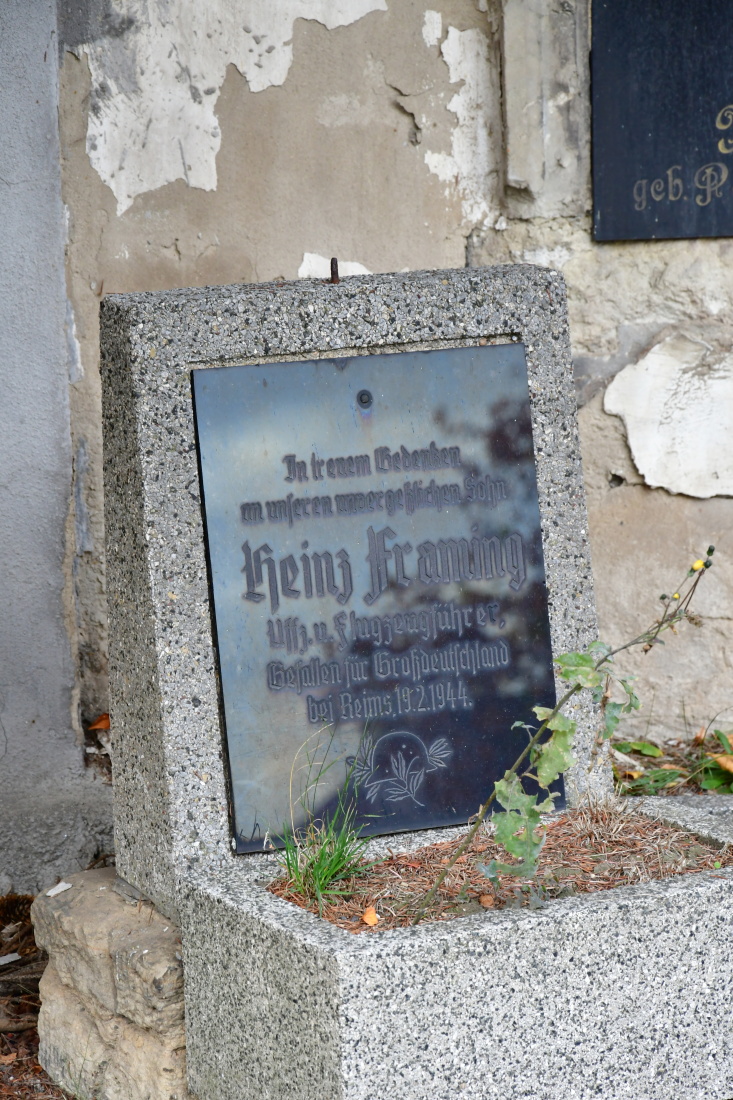 In treuem Gedenken
an unseren unvergeßlichen Sohn
Heinz Framing
Uffz. u. Flugzeugführer,
Gefallen für Großdeutschland
bei Reims, 19.2.1944.
geb. P